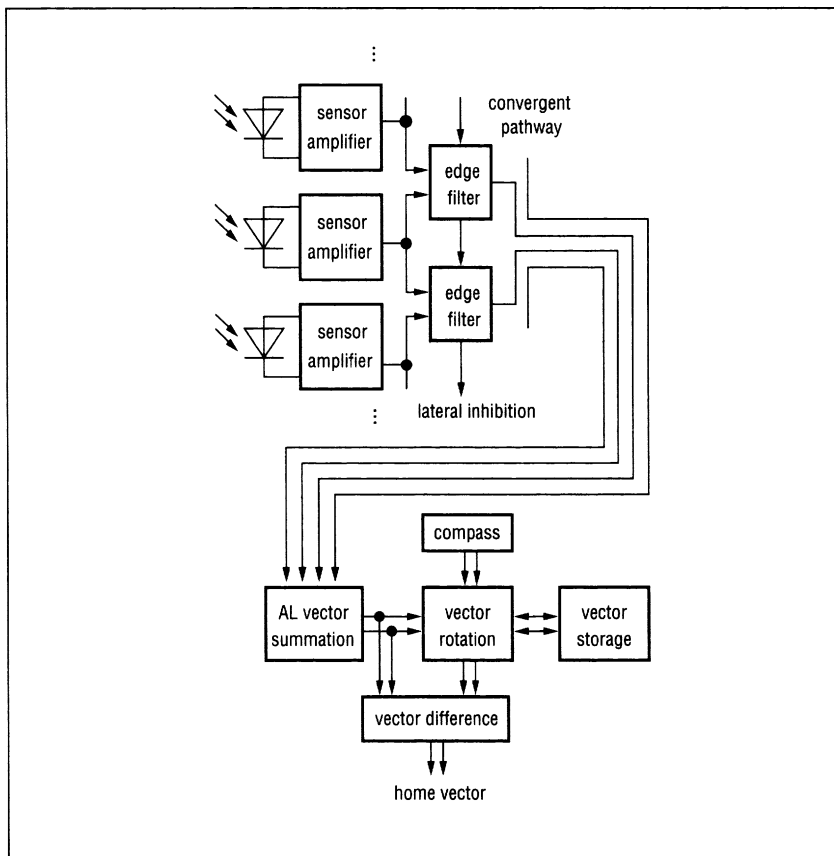 convergent
pathway
sensor
amplifier
edge
filter
sensor
amplifier
edge
filter
sensor
amplifier
lateral inhibition
compass
AL vector
summation
vector
rotation
vector
storage
vector difference
home vector